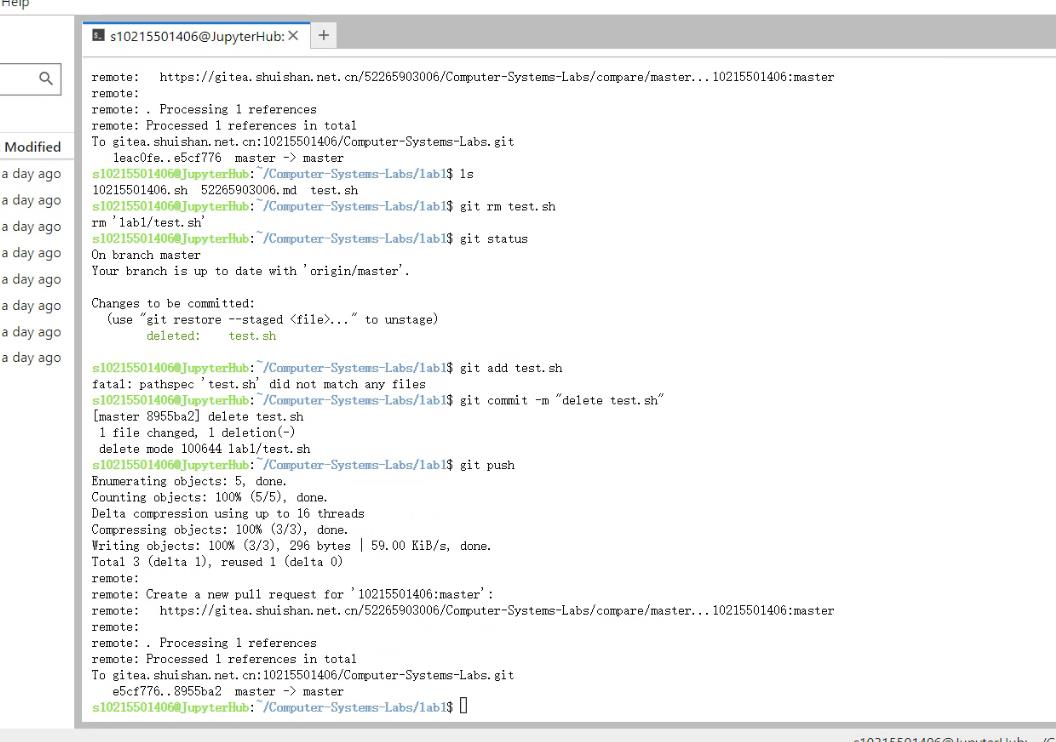 Help
s10215501406@JupyterHub: ✕ +
Modified
a day ago
a day ago
a day ago
a day ago
a day ago
a day ago
a day ago
a day ago
remote:   https://gitea.shuishan.net.cn/52265903006/Computer-Systems-Labs/compare/master...10215501406:master
remote:
remote: . Processing 1 references
remote: Processed 1 references in total
To gitea.shuishan.net.cn:10215501406/Computer-Systems-Labs.git
   1eac0fe..e5cf776  master -> master
s10215501406@JupyterHub:~/Computer-Systems-Labs/lab1$ ls
10215501406.sh  52265903006.md  test.sh
s10215501406@JupyterHub:~/Computer-Systems-Labs/lab1$ git rm test.sh
rm 'lab1/test.sh'
s10215501406@JupyterHub:~/Computer-Systems-Labs/lab1$ git status
On branch master
Your branch is up to date with 'origin/master'.
Changes to be committed:
  (use "git restore --staged <file>..." to unstage)
        deleted:    test.sh
s10215501406@JupyterHub:~/Computer-Systems-Labs/lab1$ git add test.sh
fatal: pathspec 'test.sh' did not match any files
s10215501406@JupyterHub:~/Computer-Systems-Labs/lab1$ git commit -m "delete test.sh"
[master 8955ba2] delete test.sh
 1 file changed, 1 deletion(-)
 delete mode 100644 lab1/test.sh
s10215501406@JupyterHub:~/Computer-Systems-Labs/lab1$ git push
Enumerating objects: 5, done.
Counting objects: 100% (5/5), done.
Delta compression using up to 16 threads
Compressing objects: 100% (3/3), done.
Writing objects: 100% (3/3), 296 bytes | 59.00 KiB/s, done.
Total 3 (delta 1), reused 1 (delta 0)
remote:
remote: Create a new pull request for '10215501406:master':
remote:   https://gitea.shuishan.net.cn/52265903006/Computer-Systems-Labs/compare/master...10215501406:master
remote:
remote: . Processing 1 references
remote: Processed 1 references in total
To gitea.shuishan.net.cn:10215501406/Computer-Systems-Labs.git
   e5cf776..8955ba2  master -> master
s10215501406@JupyterHub:~/Computer-Systems-Labs/lab1$